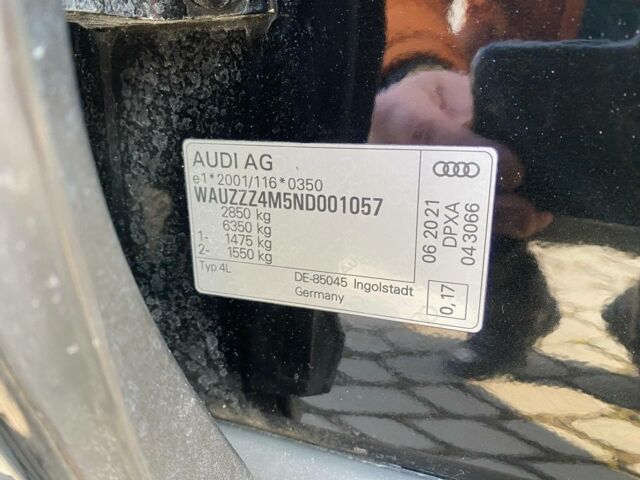 AUDI AG
e1*2001/116*0350
WAUZZZ4M5ND001057
2850 kg
6350 kg
1- 1475 kg
2- 1550 kg
Typ 4L
DE-85045 Ingolstadt
Germany
06 2021
DPXA
043066
0,17